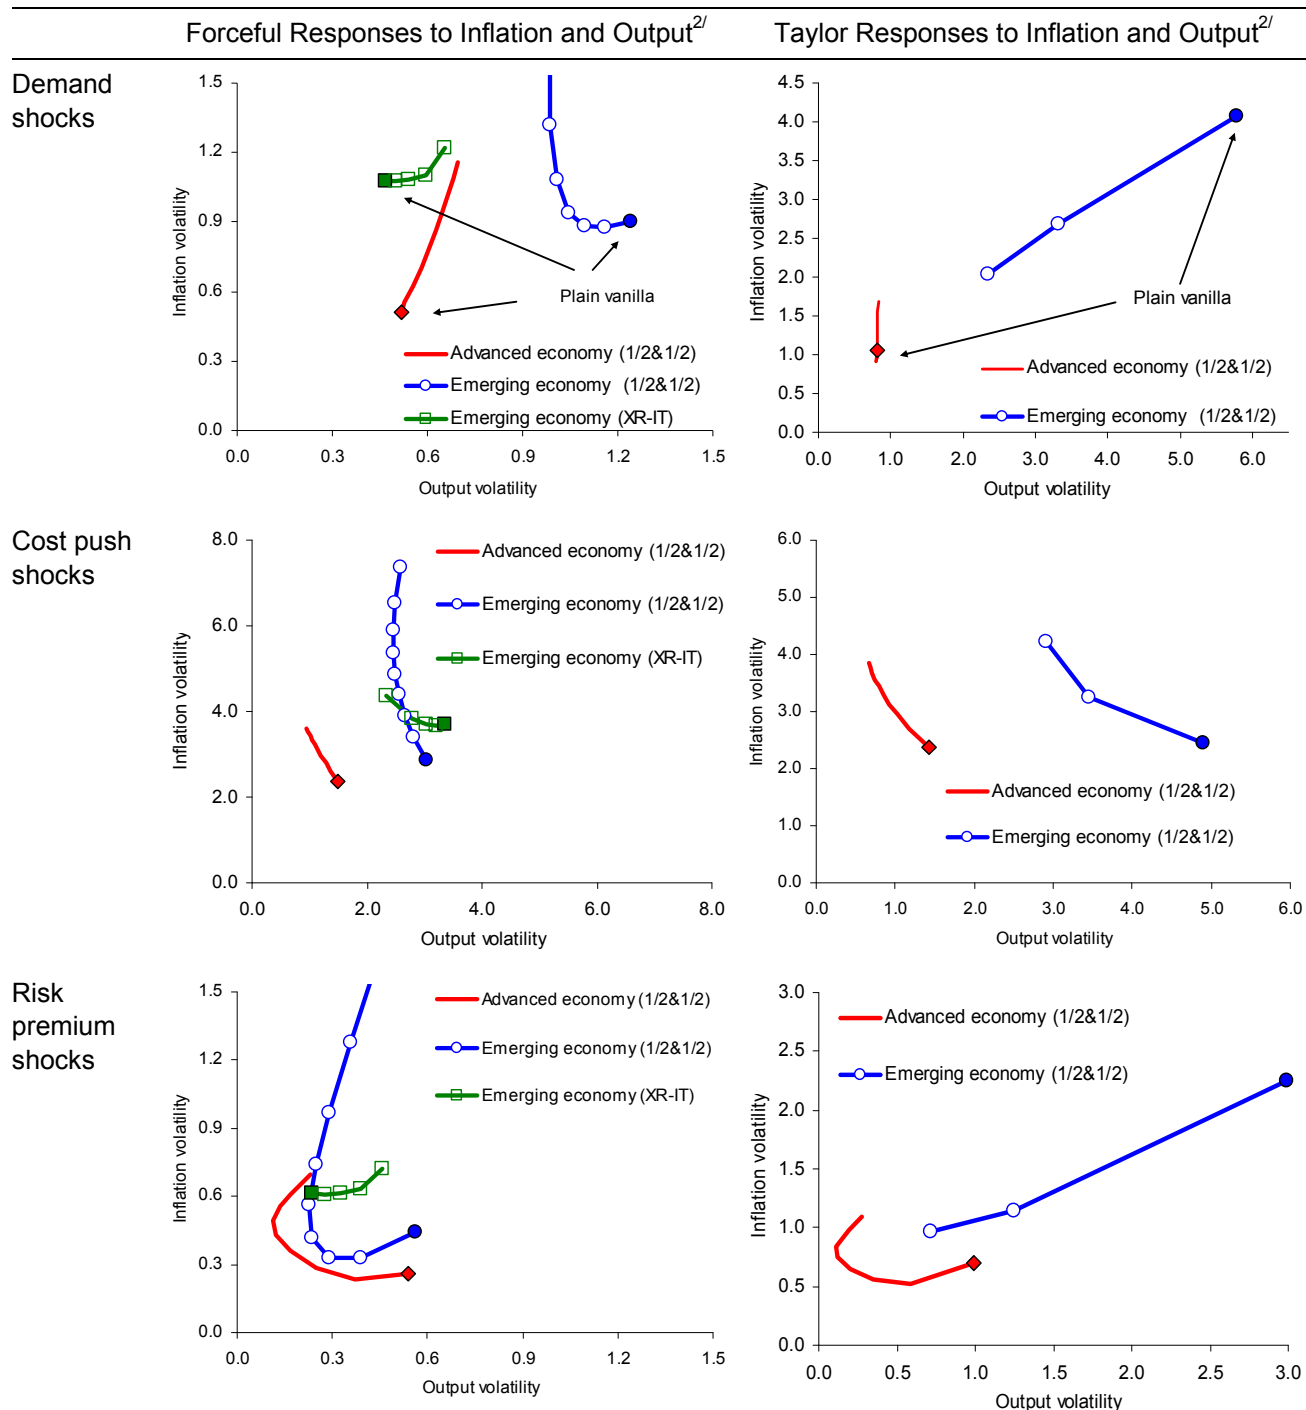 Forceful Responses to Inflation and Output2/
Taylor Responses to Inflation and Output2/
Demand
shocks
1.5
1.2
0.9
0.6
0.3
0.0
Inflation volatility
Plain vanilla
Advanced economy (1/2&1/2)
Emerging economy (1/2&1/2)
Emerging economy (XR-IT)
0.0 0.3 0.6 0.9 1.2 1.5
Output volatility
4.5
4.0
3.5
3.0
2.5
2.0
1.5
1.0
0.5
0.0
Inflation volatility
Plain vanilla
Advanced economy (1/2&1/2)
Emerging economy (1/2&1/2)
0.0 1.0 2.0 3.0 4.0 5.0 6.0
Output volatility
Cost push
shocks
8.0
6.0
4.0
2.0
0.0
Inflation volatility
Advanced economy (1/2&1/2)
Emerging economy (1/2&1/2)
Emerging economy (XR-IT)
0.0 2.0 4.0 6.0 8.0
Output volatility
6.0
5.0
4.0
3.0
2.0
1.0
0.0
Inflation volatility
Advanced economy (1/2&1/2)
Emerging economy (1/2&1/2)
0.0 1.0 2.0 3.0 4.0 5.0 6.0
Output volatility
Risk
premium
shocks
1.5
1.2
0.9
0.6
0.3
0.0
Inflation volatility
Advanced economy (1/2&1/2)
Emerging economy (1/2&1/2)
Emerging economy (XR-IT)
0.0 0.3 0.6 0.9 1.2 1.5
Output volatility
3.0
2.5
2.0
1.5
1.0
0.5
0.0
Inflation volatility
Advanced economy (1/2&1/2)
Emerging economy (1/2&1/2)
0.0 0.5 1.0 1.5 2.0 2.5 3.0
Output volatility